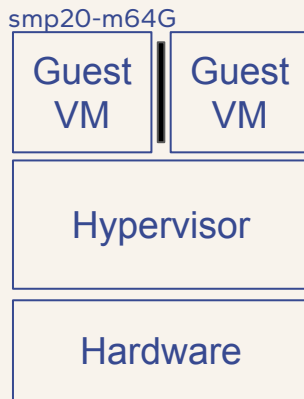 smp20-m64G
Guest
VM
Guest
VM
Hypervisor
Hardware